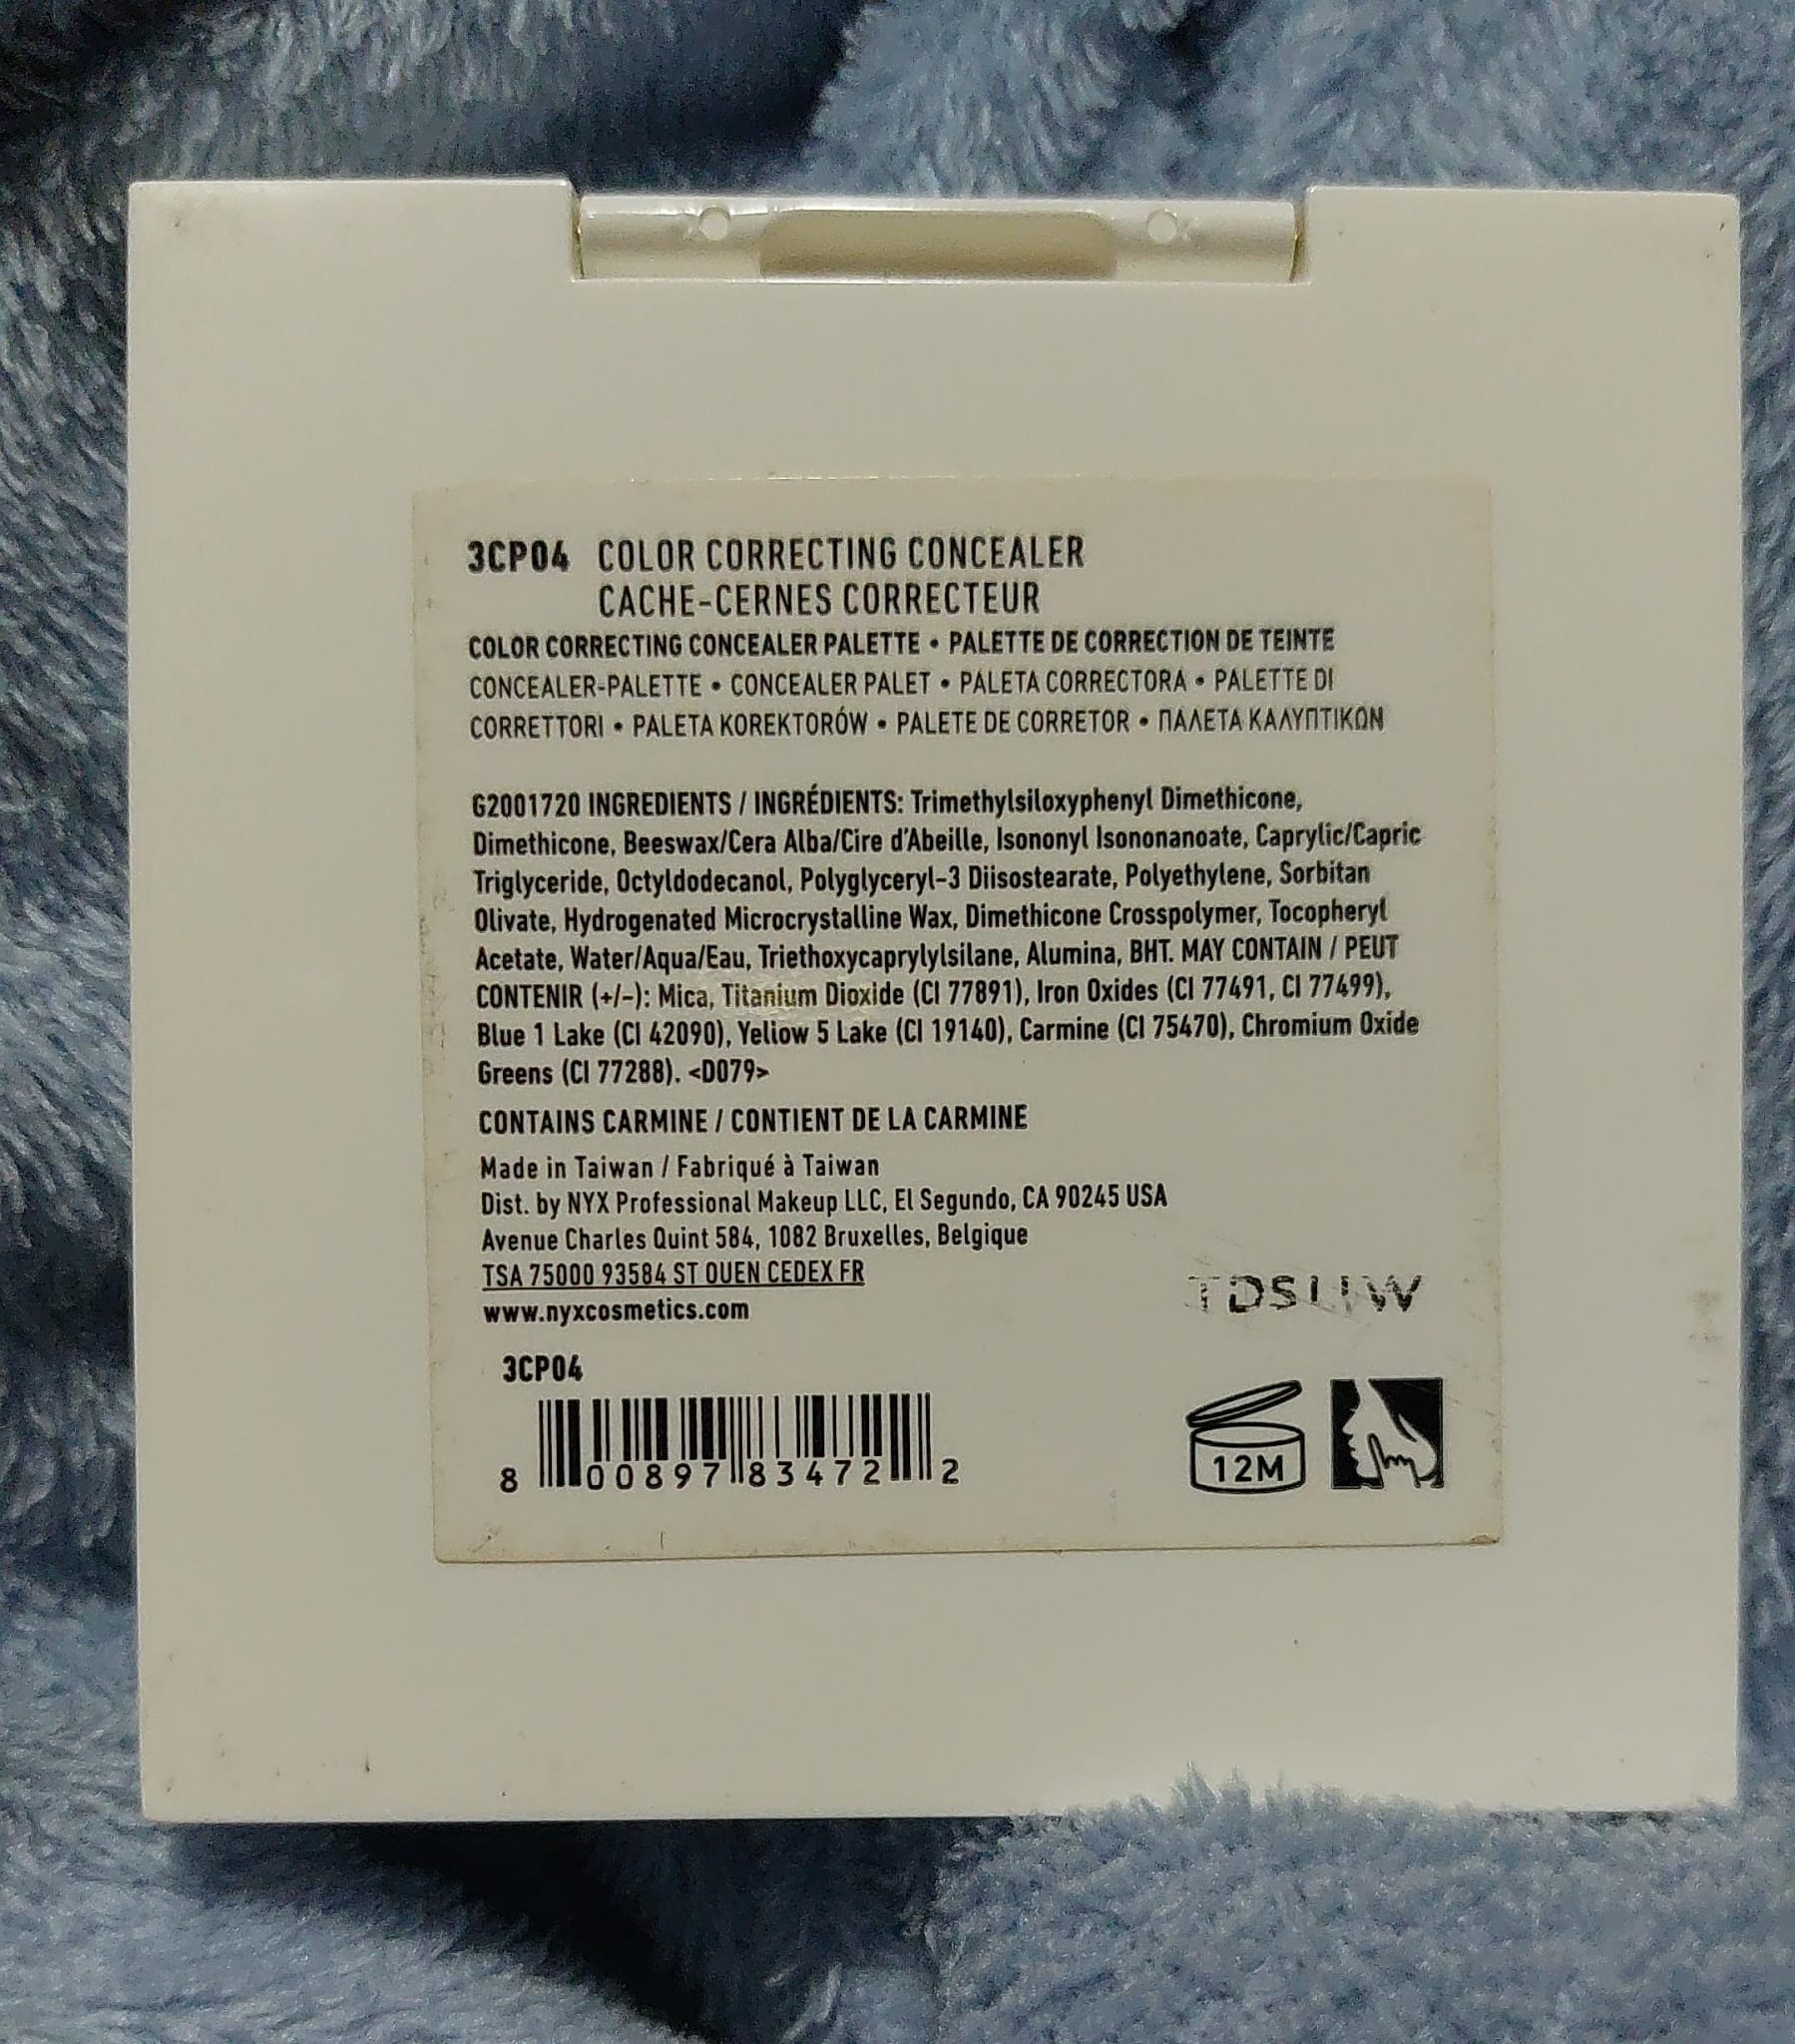 3CP04 COLOR CORRECTING CONCEALER
CACHE-CERNES CORRECTEUR
COLOR CORRECTING CONCEALER PALETTE • PALETTE DE CORRECTION DE TEINTE
CONCEALER-PALETTE • CONCEALER PALET • PALETA CORRECTORA • PALETTE DI
CORRETTORI • PALETA KOREKTORÓW • PALETE DE CORRETOR • ΠΑΛΕΤΑ ΚΑΛΥΠΤΙΚΩΝ
G2001720 INGREDIENTS / INGRÉDIENTS: Trimethylsiloxyphenyl Dimethicone,
Dimethicone, Beeswax/Cera Alba/Cire d'Abeille, Isononyl Isononanoate, Caprylic/Capric
Triglyceride, Octyldodecanol, Polyglyceryl-3 Diisostearate, Polyethylene, Sorbitan
Olivate, Hydrogenated Microcrystalline Wax, Dimethicone Crosspolymer, Tocopheryl
Acetate, Water/Aqua/Eau, Triethoxycaprylylsilane, Alumina, BHT. MAY CONTAIN / PEUT
CONTENIR (+/-): Mica, Titanium Dioxide (CI 77891), Iron Oxides (CI 77491, CI 77499),
Blue 1 Lake (CI 42090), Yellow 5 Lake (CI 19140), Carmine (CI 75470), Chromium Oxide
Greens (CI 77288). <D079>
CONTAINS CARMINE / CONTIENT DE LA CARMINE
Made in Taiwan / Fabriqué à Taiwan
Dist. by NYX Professional Makeup LLC, El Segundo, CA 90245 USA
Avenue Charles Quint 584, 1082 Bruxelles, Belgique
TSA 75000 93584 ST OUEN CEDEX FR
www.nyxcosmetics.com
3CP04
8 00897 83472 2
12M